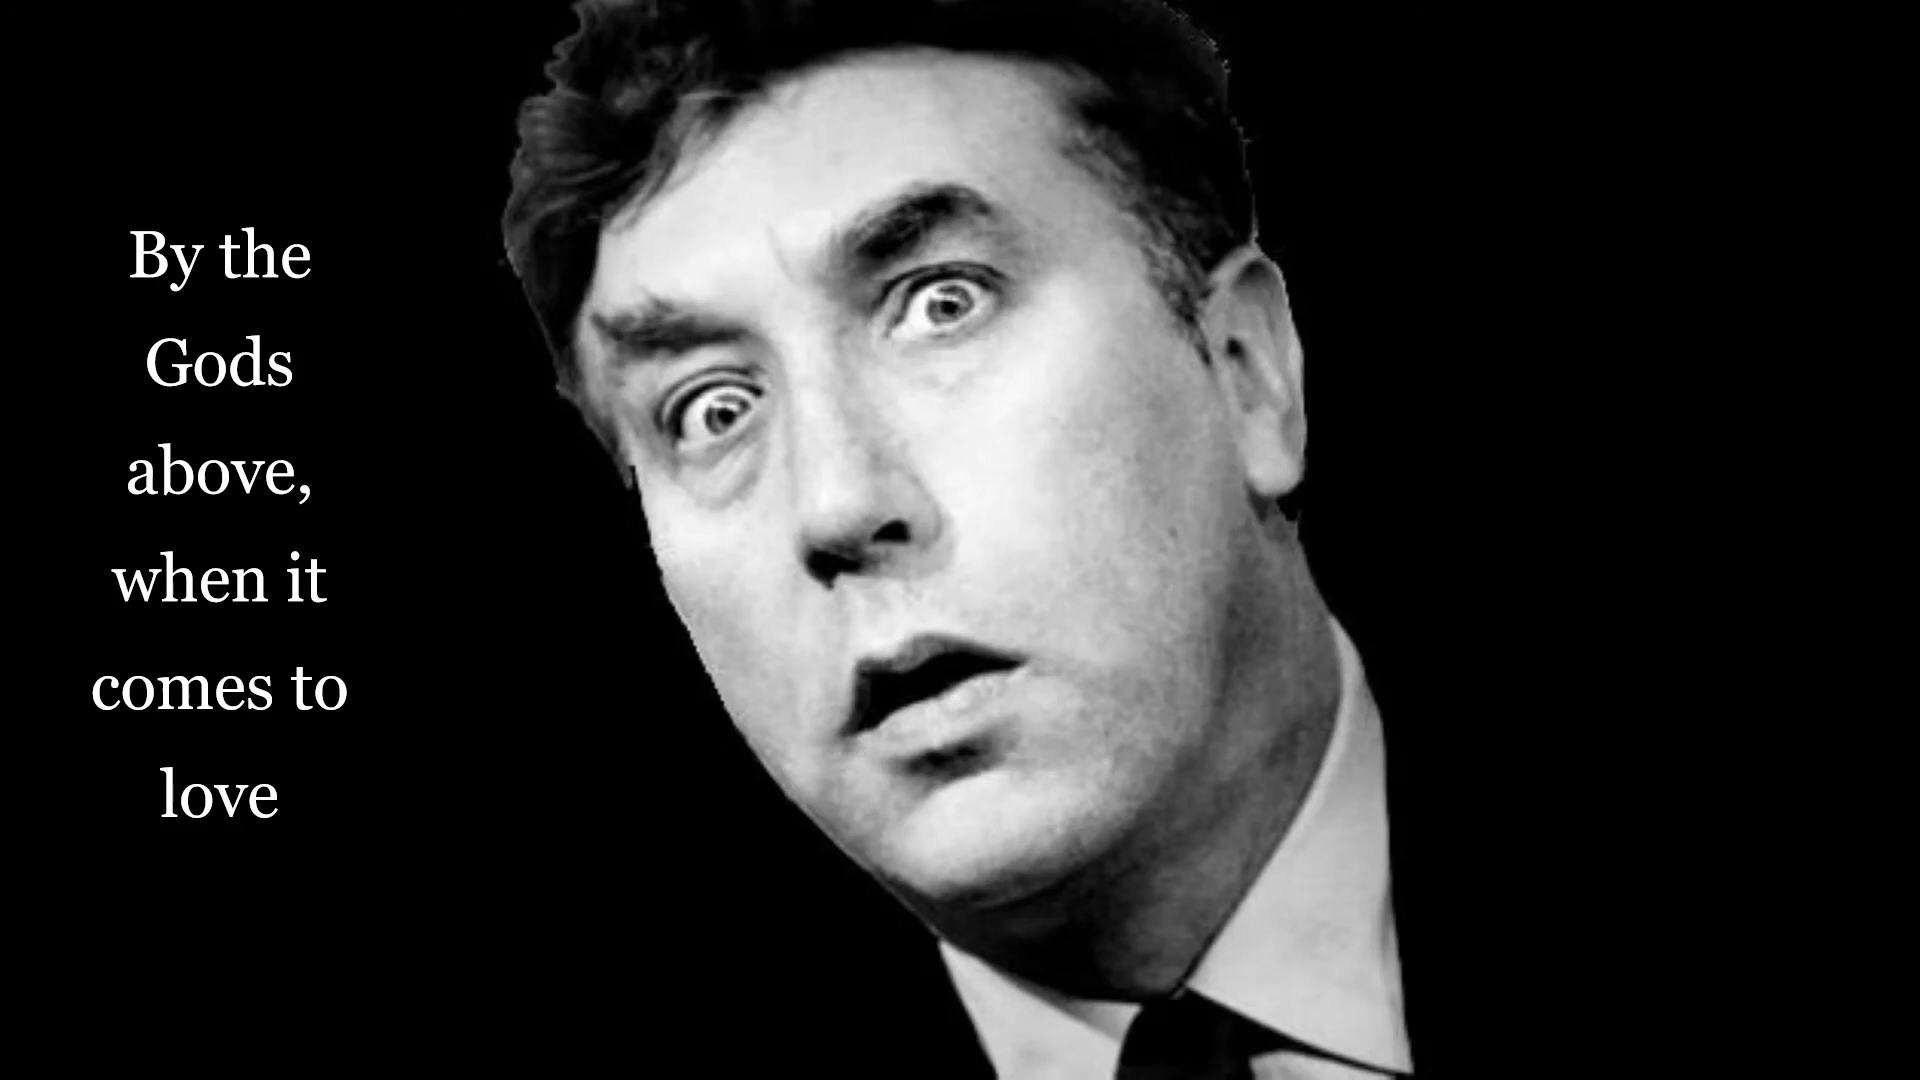 By the
Gods
above,
when it
comes to
love